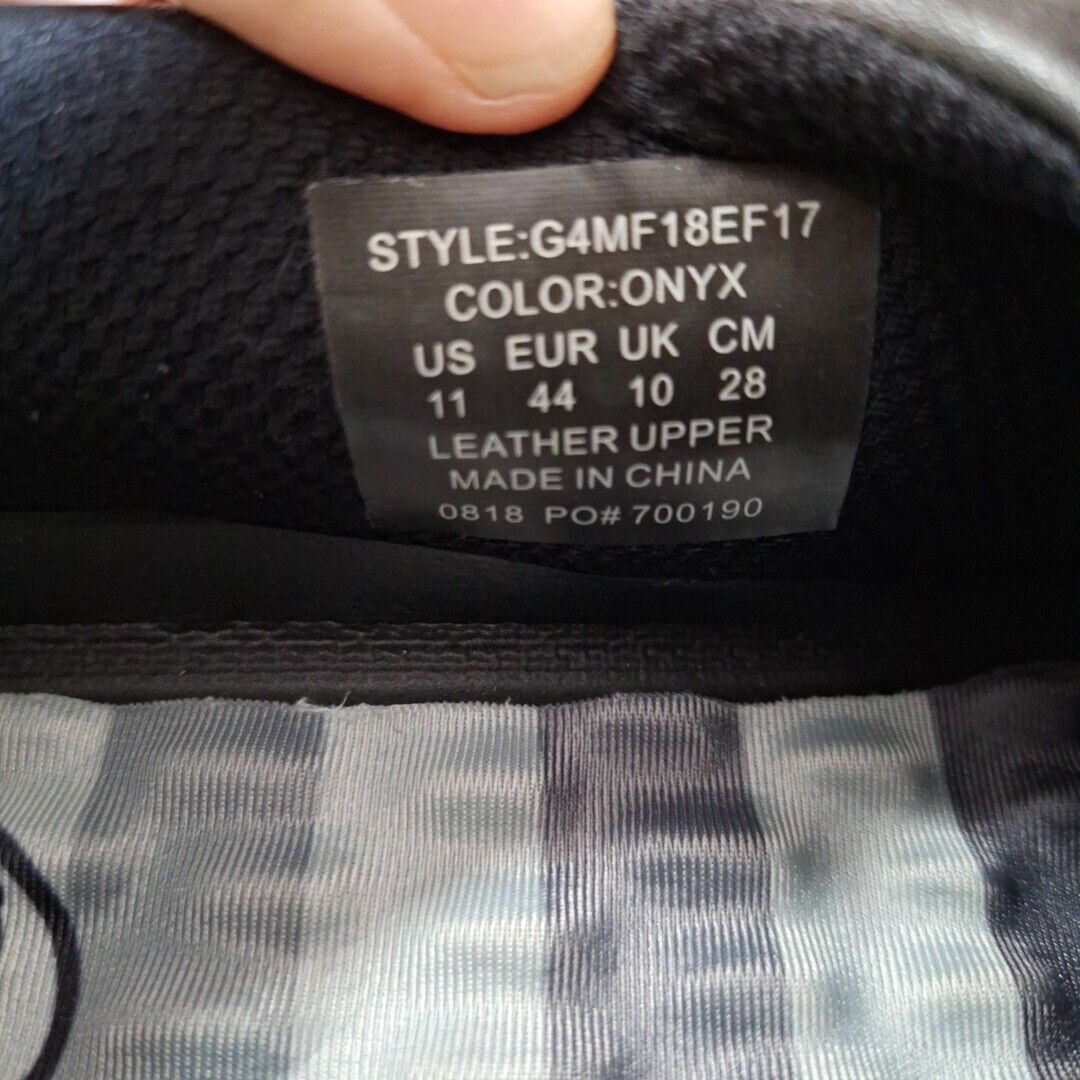 STYLE:G4MF18EF17
COLOR:ONYX
US EUR UK CM
11 44 10 28
LEATHER UPPER
MADE IN CHINA
0818 PO# 700190